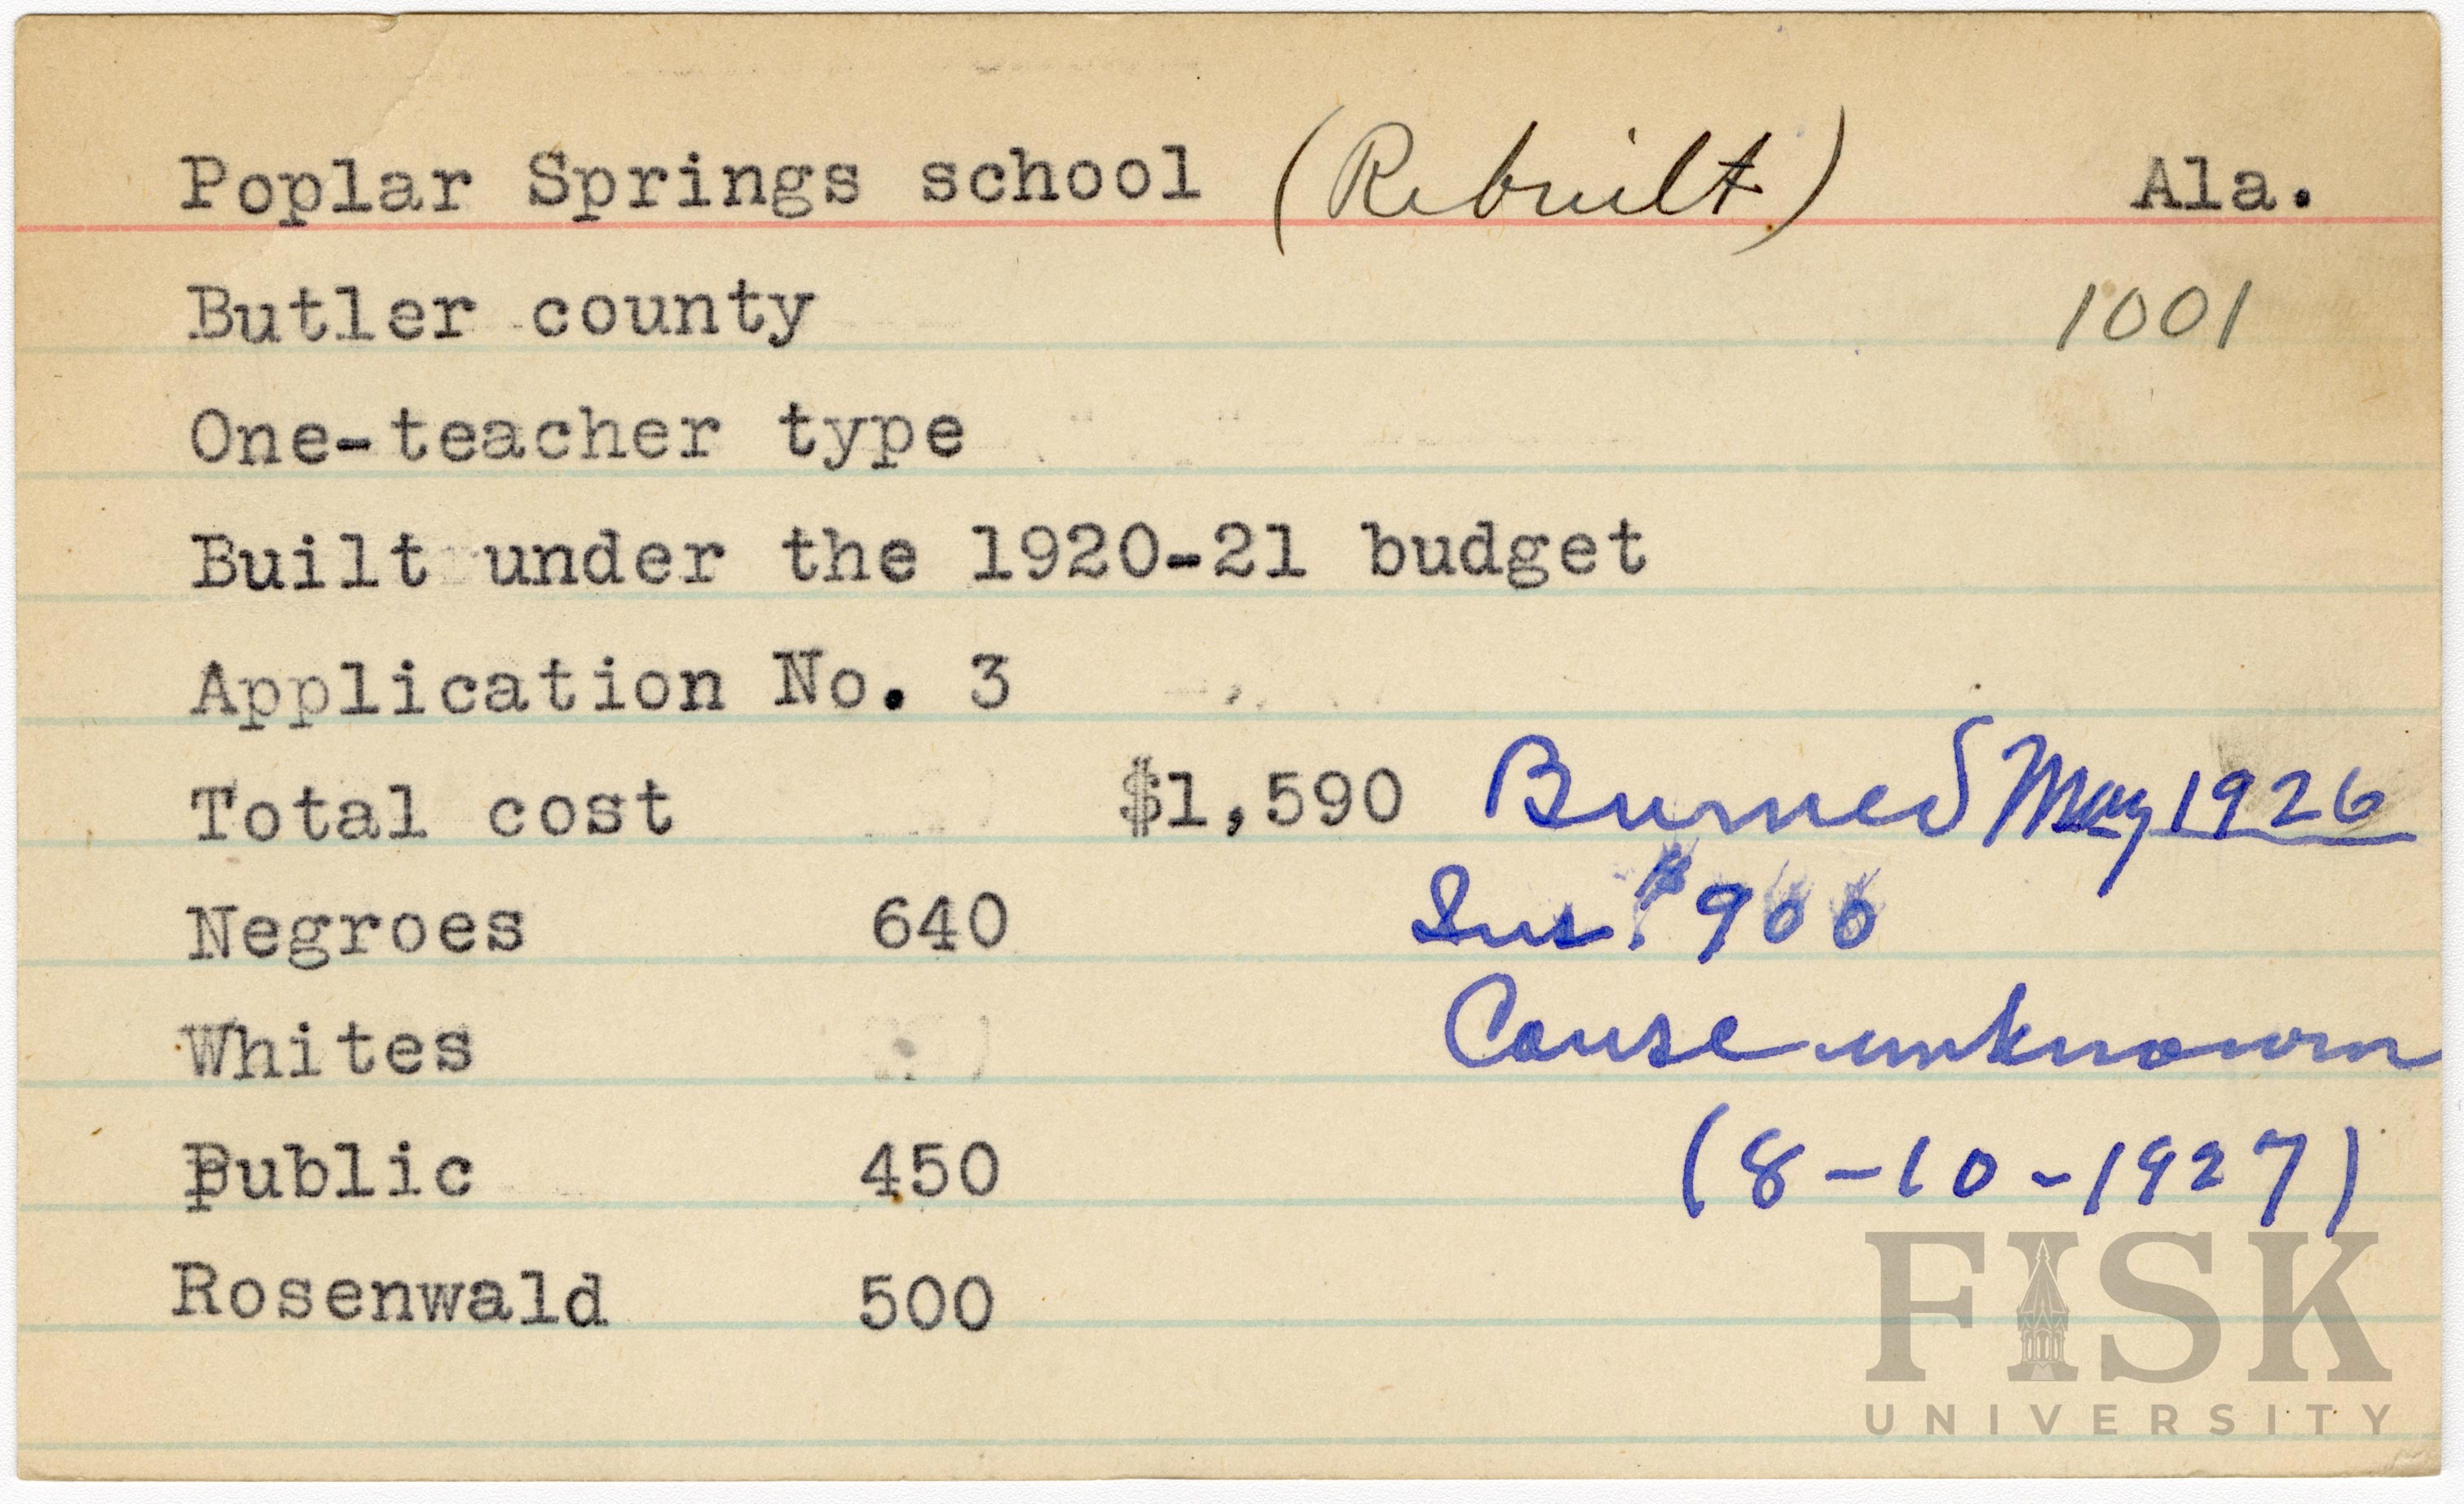 Poplar Springs school (Rebuilt) Ala.
Butler county 1001
One-teacher type
Built under the 1920-21 budget
Application No. 3
Total cost $1,590 Burned May 1926
Negroes 640 Ins. $900
Whites Cause unknown
Public 450 (8-10-1927)
Rosenwald 500
FISK
UNIVERSITY